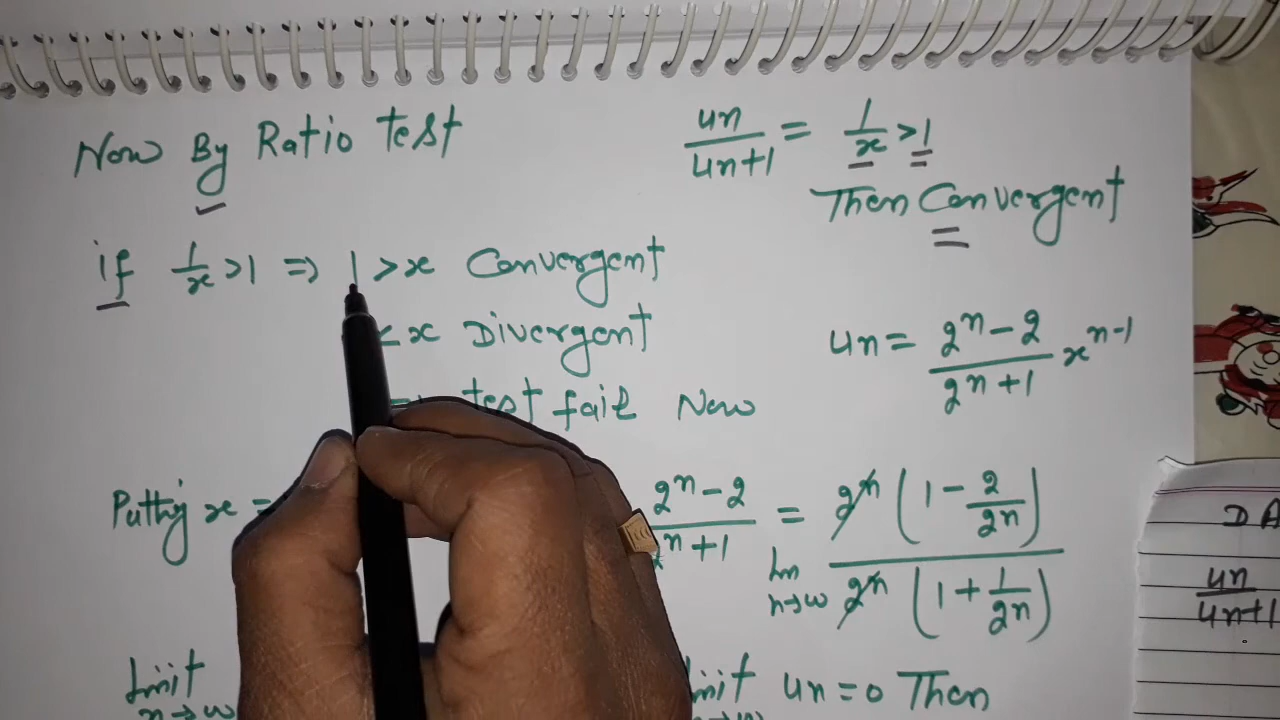 Now By Ratio test
un/un+1 = 1/x > 1
Then Convergent
if 1/x > 1 ⇒ 1 > x Convergent
< x Divergent
un = 2^n − 2 / 2^n + 1 x^n−1
test fail Now
Putting x =
2^n − 2 / 2^n + 1 = lim n→∞ 2^n (1 − 2/2^n) / 2^n (1 + 1/2^n)
limit n→∞
limit n→∞ un = 0 Then
D A
un/un+1